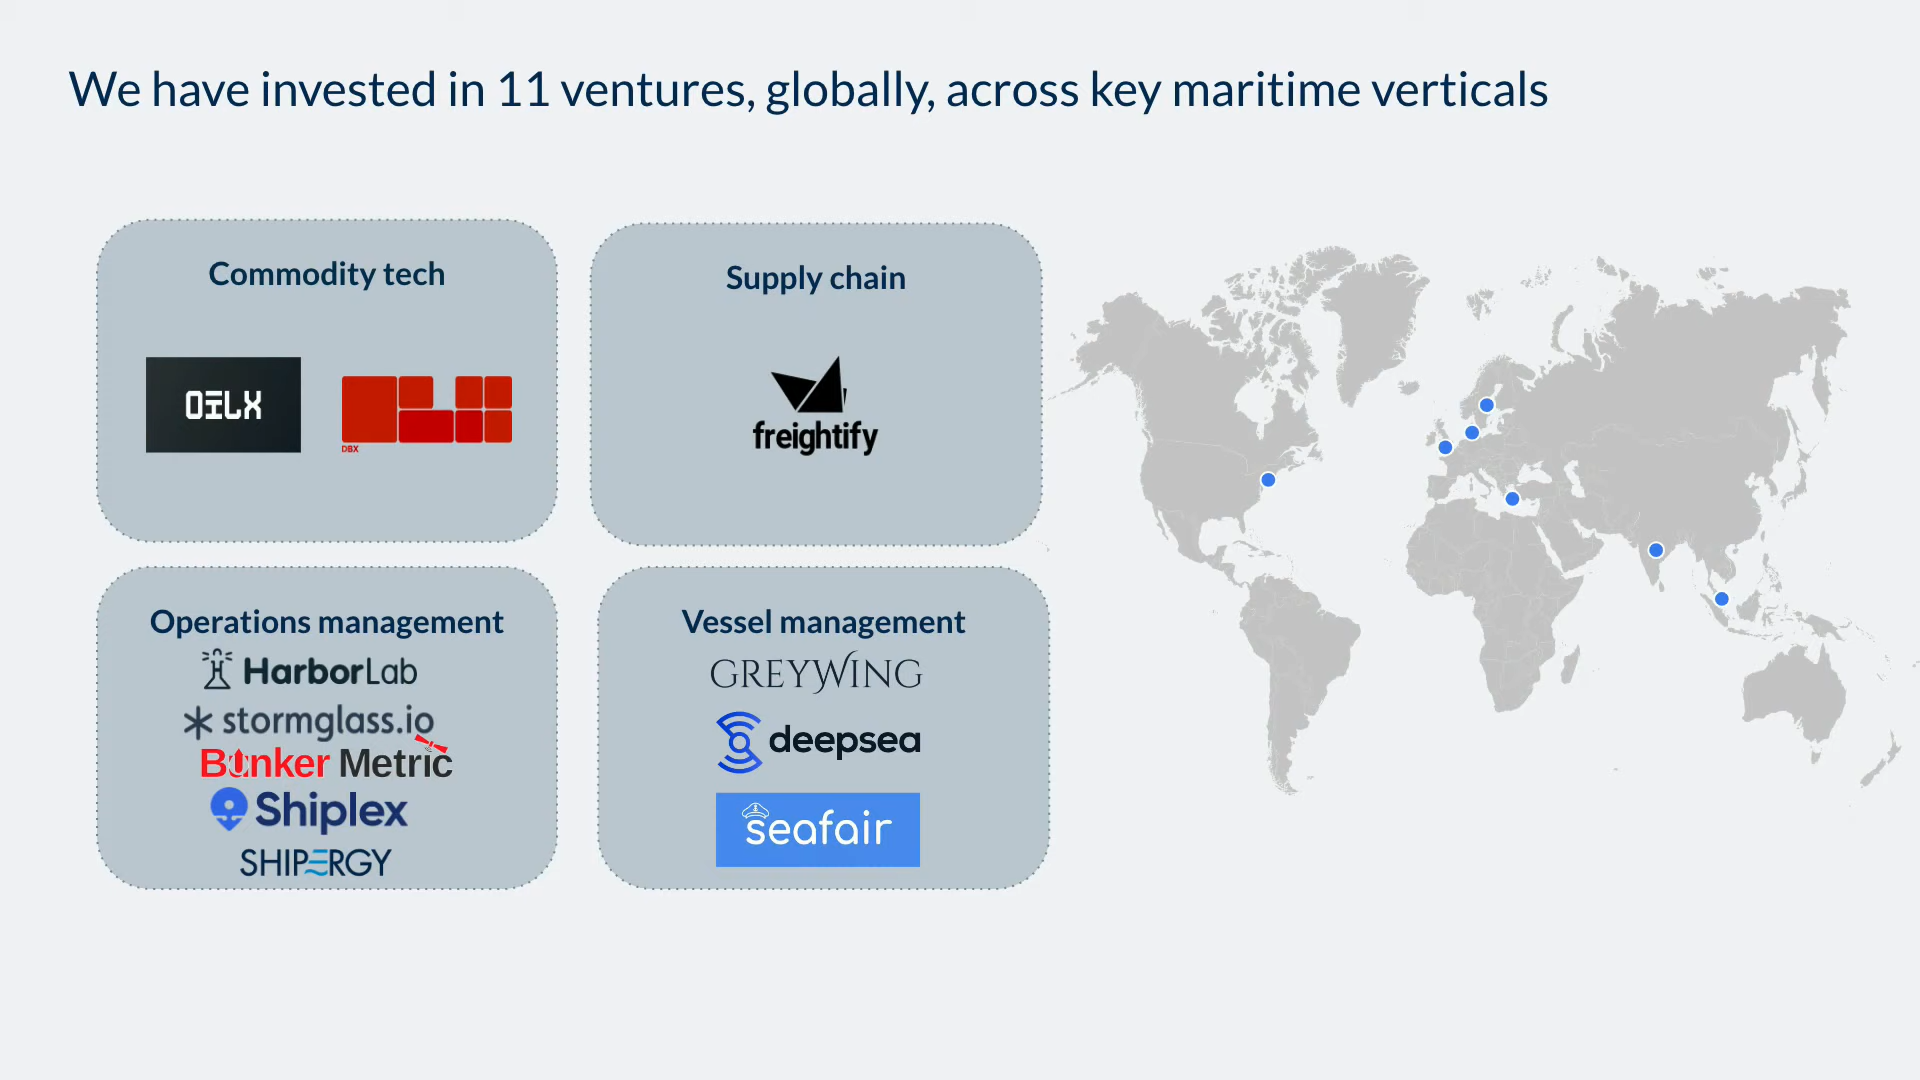 We have invested in 11 ventures, globally, across key maritime verticals
Commodity tech
OILX
DBX
Supply chain
freightify
Operations management
HarborLab
stormglass.io
Bunker Metric
Shiplex
SHIPERGY
Vessel management
GREYWING
deepsea
seafair